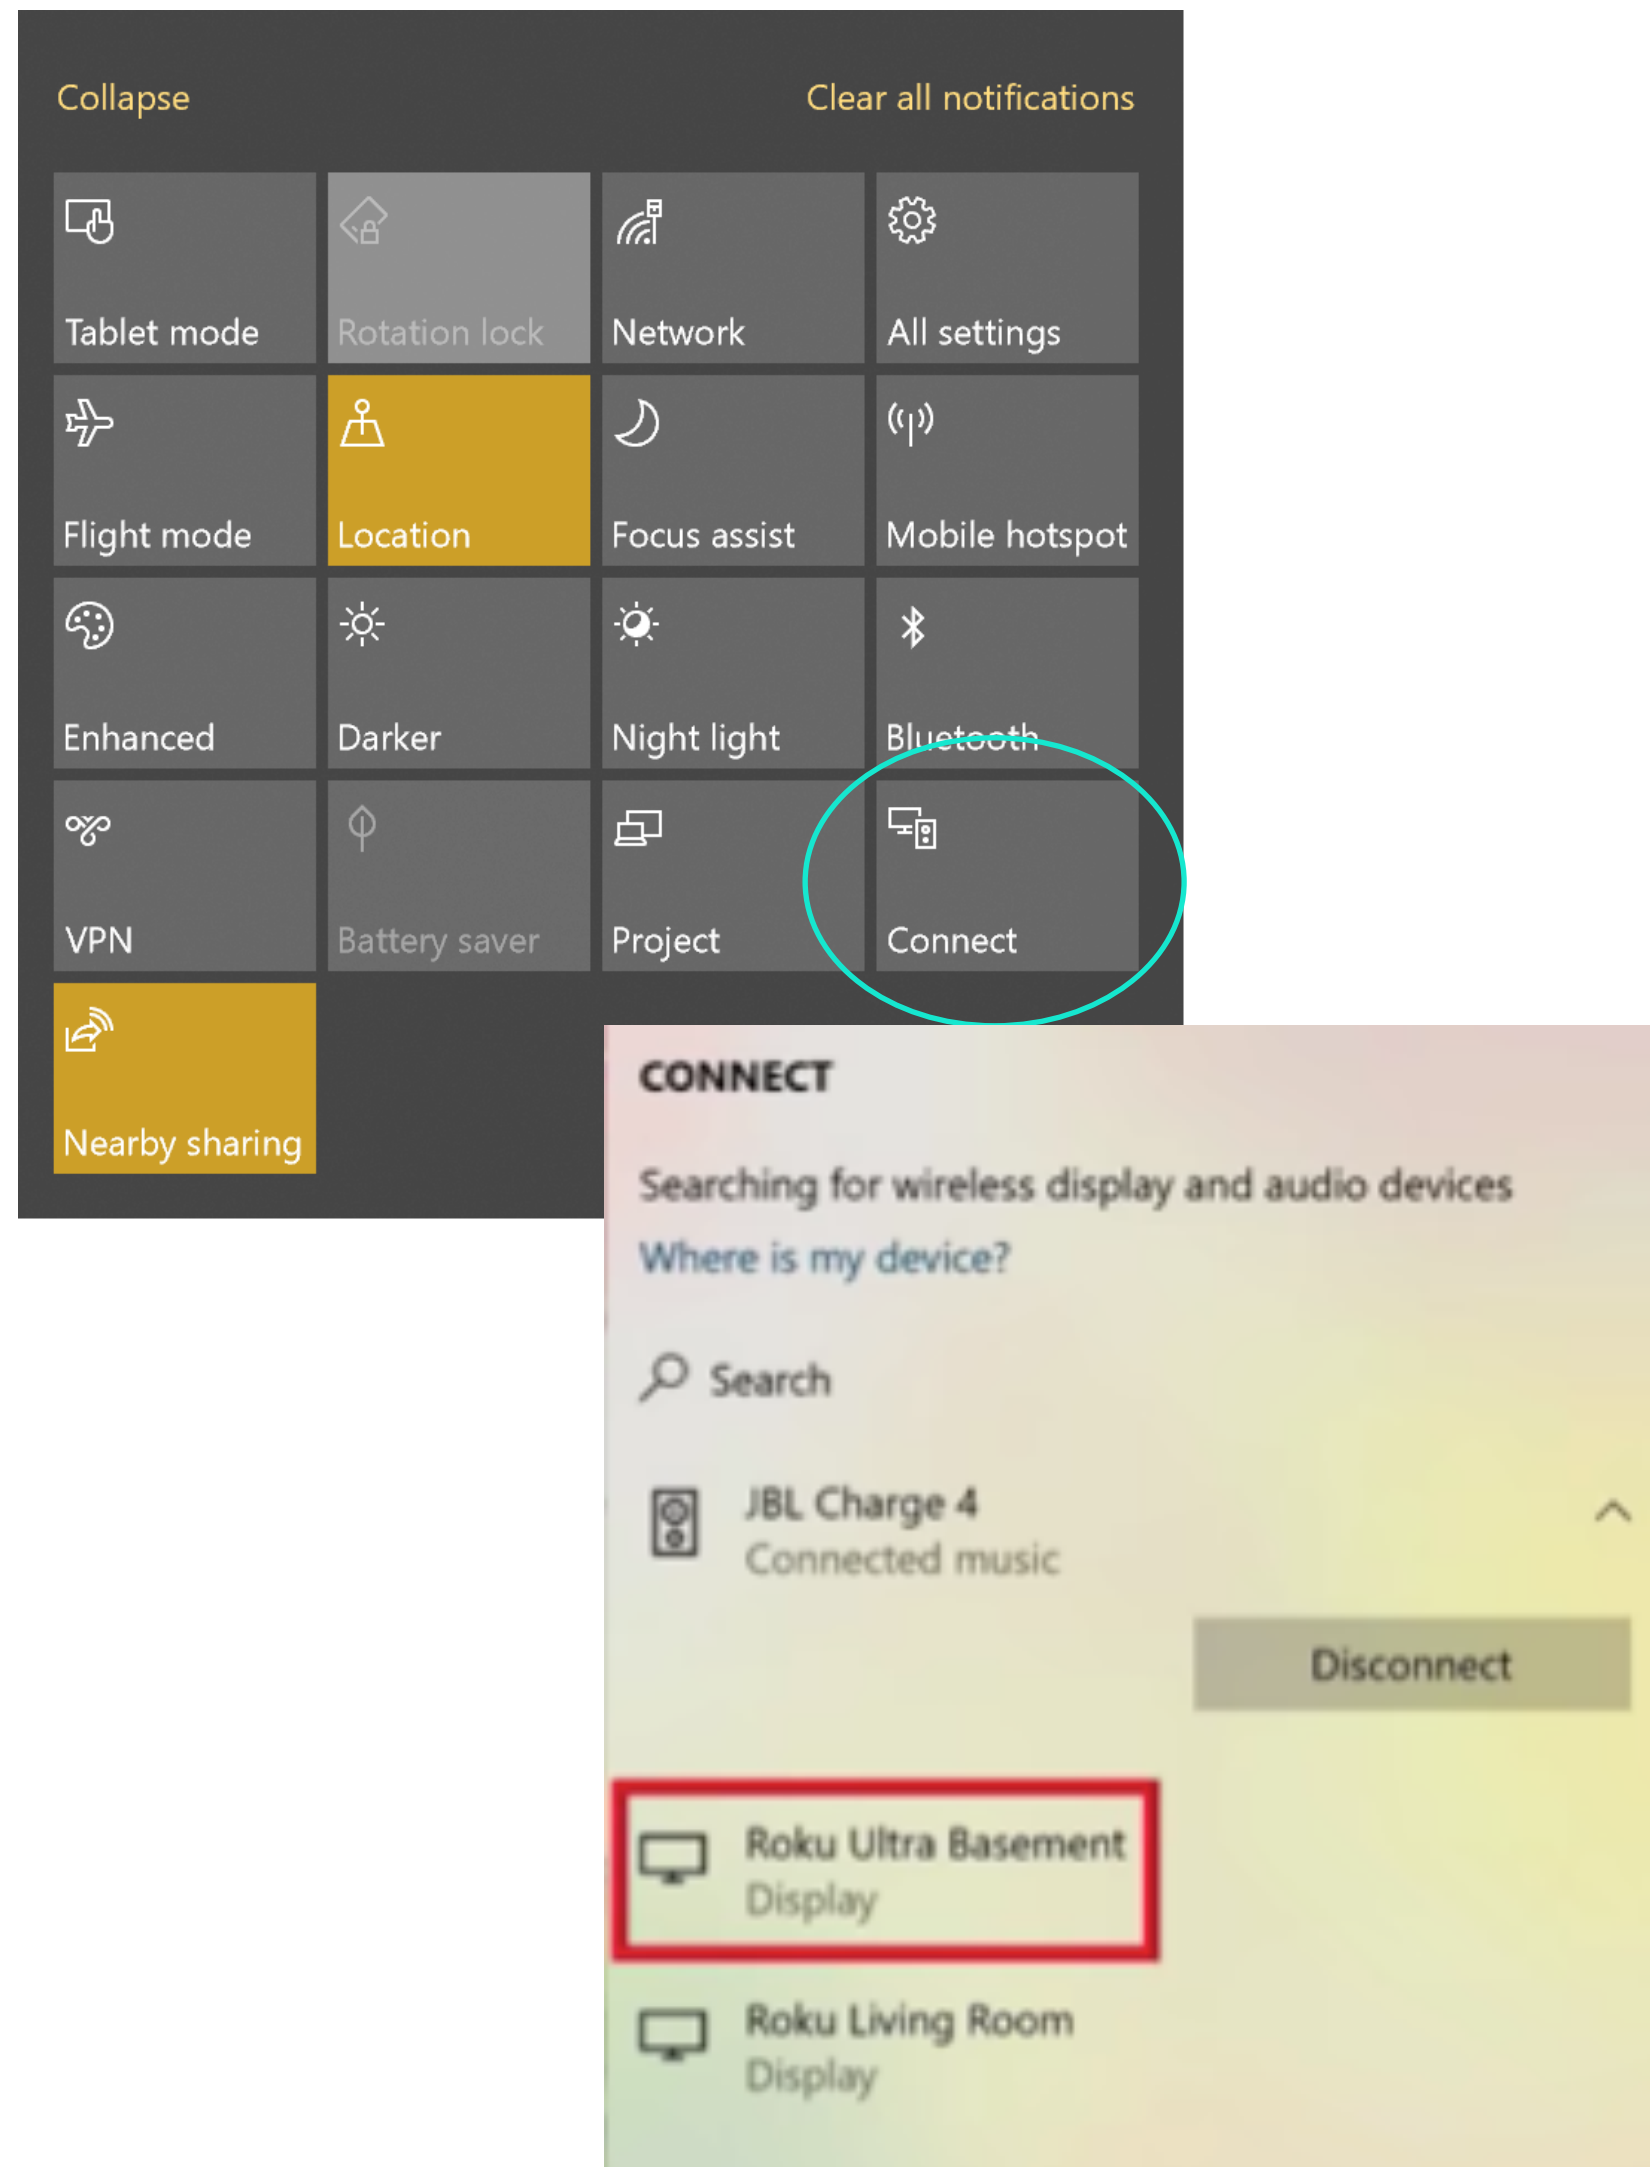 Collapse
Clear all notifications
Tablet mode
Rotation lock
Network
All settings
Flight mode
Location
Focus assist
Mobile hotspot
Enhanced
Darker
Night light
Bluetooth
VPN
Battery saver
Project
Connect
Nearby sharing
CONNECT
Searching for wireless display and audio devices
Where is my device?
Search
JBL Charge 4
Connected music
Disconnect
Roku Ultra Basement
Display
Roku Living Room
Display